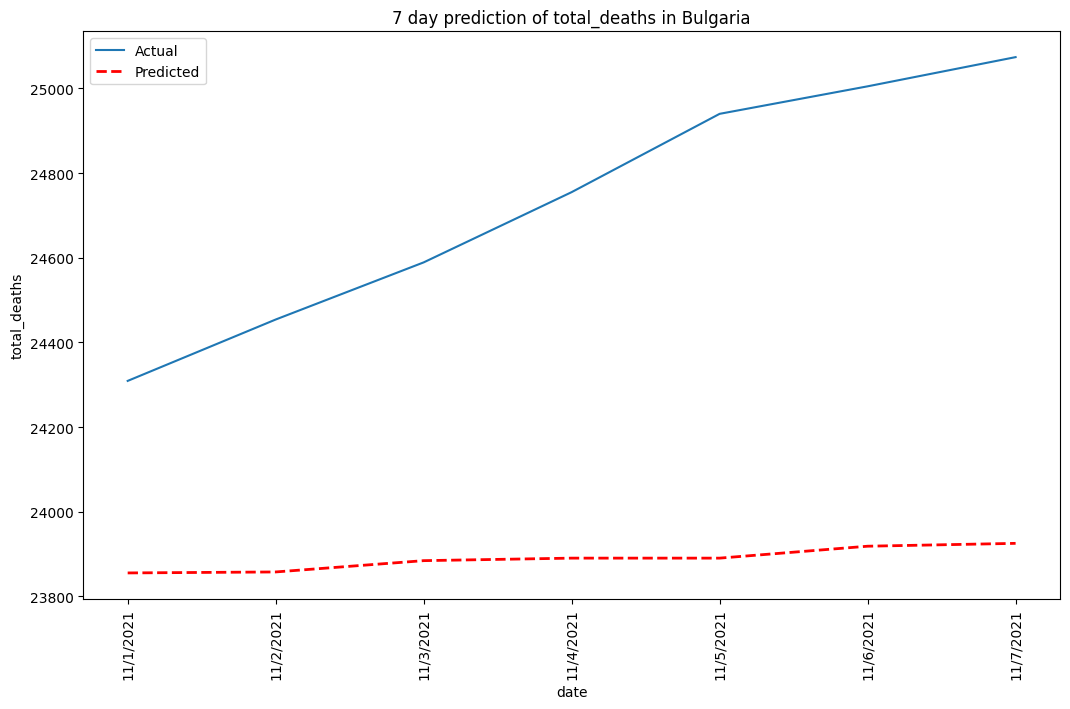 7 day prediction of total_deaths in Bulgaria
Actual
Predicted
25000
24800
24600
24400
24200
24000
23800
total_deaths
11/1/2021
11/2/2021
11/3/2021
11/4/2021
11/5/2021
11/6/2021
11/7/2021
date